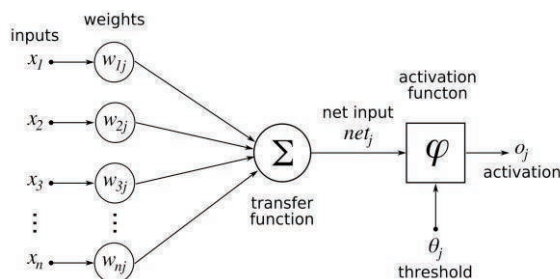 weights
inputs
x1
w1j
x2
w2j
x3
w3j
xn
wnj
Σ
transfer
function
net input
netj
activation
functon
φ
oj
activation
θj
threshold